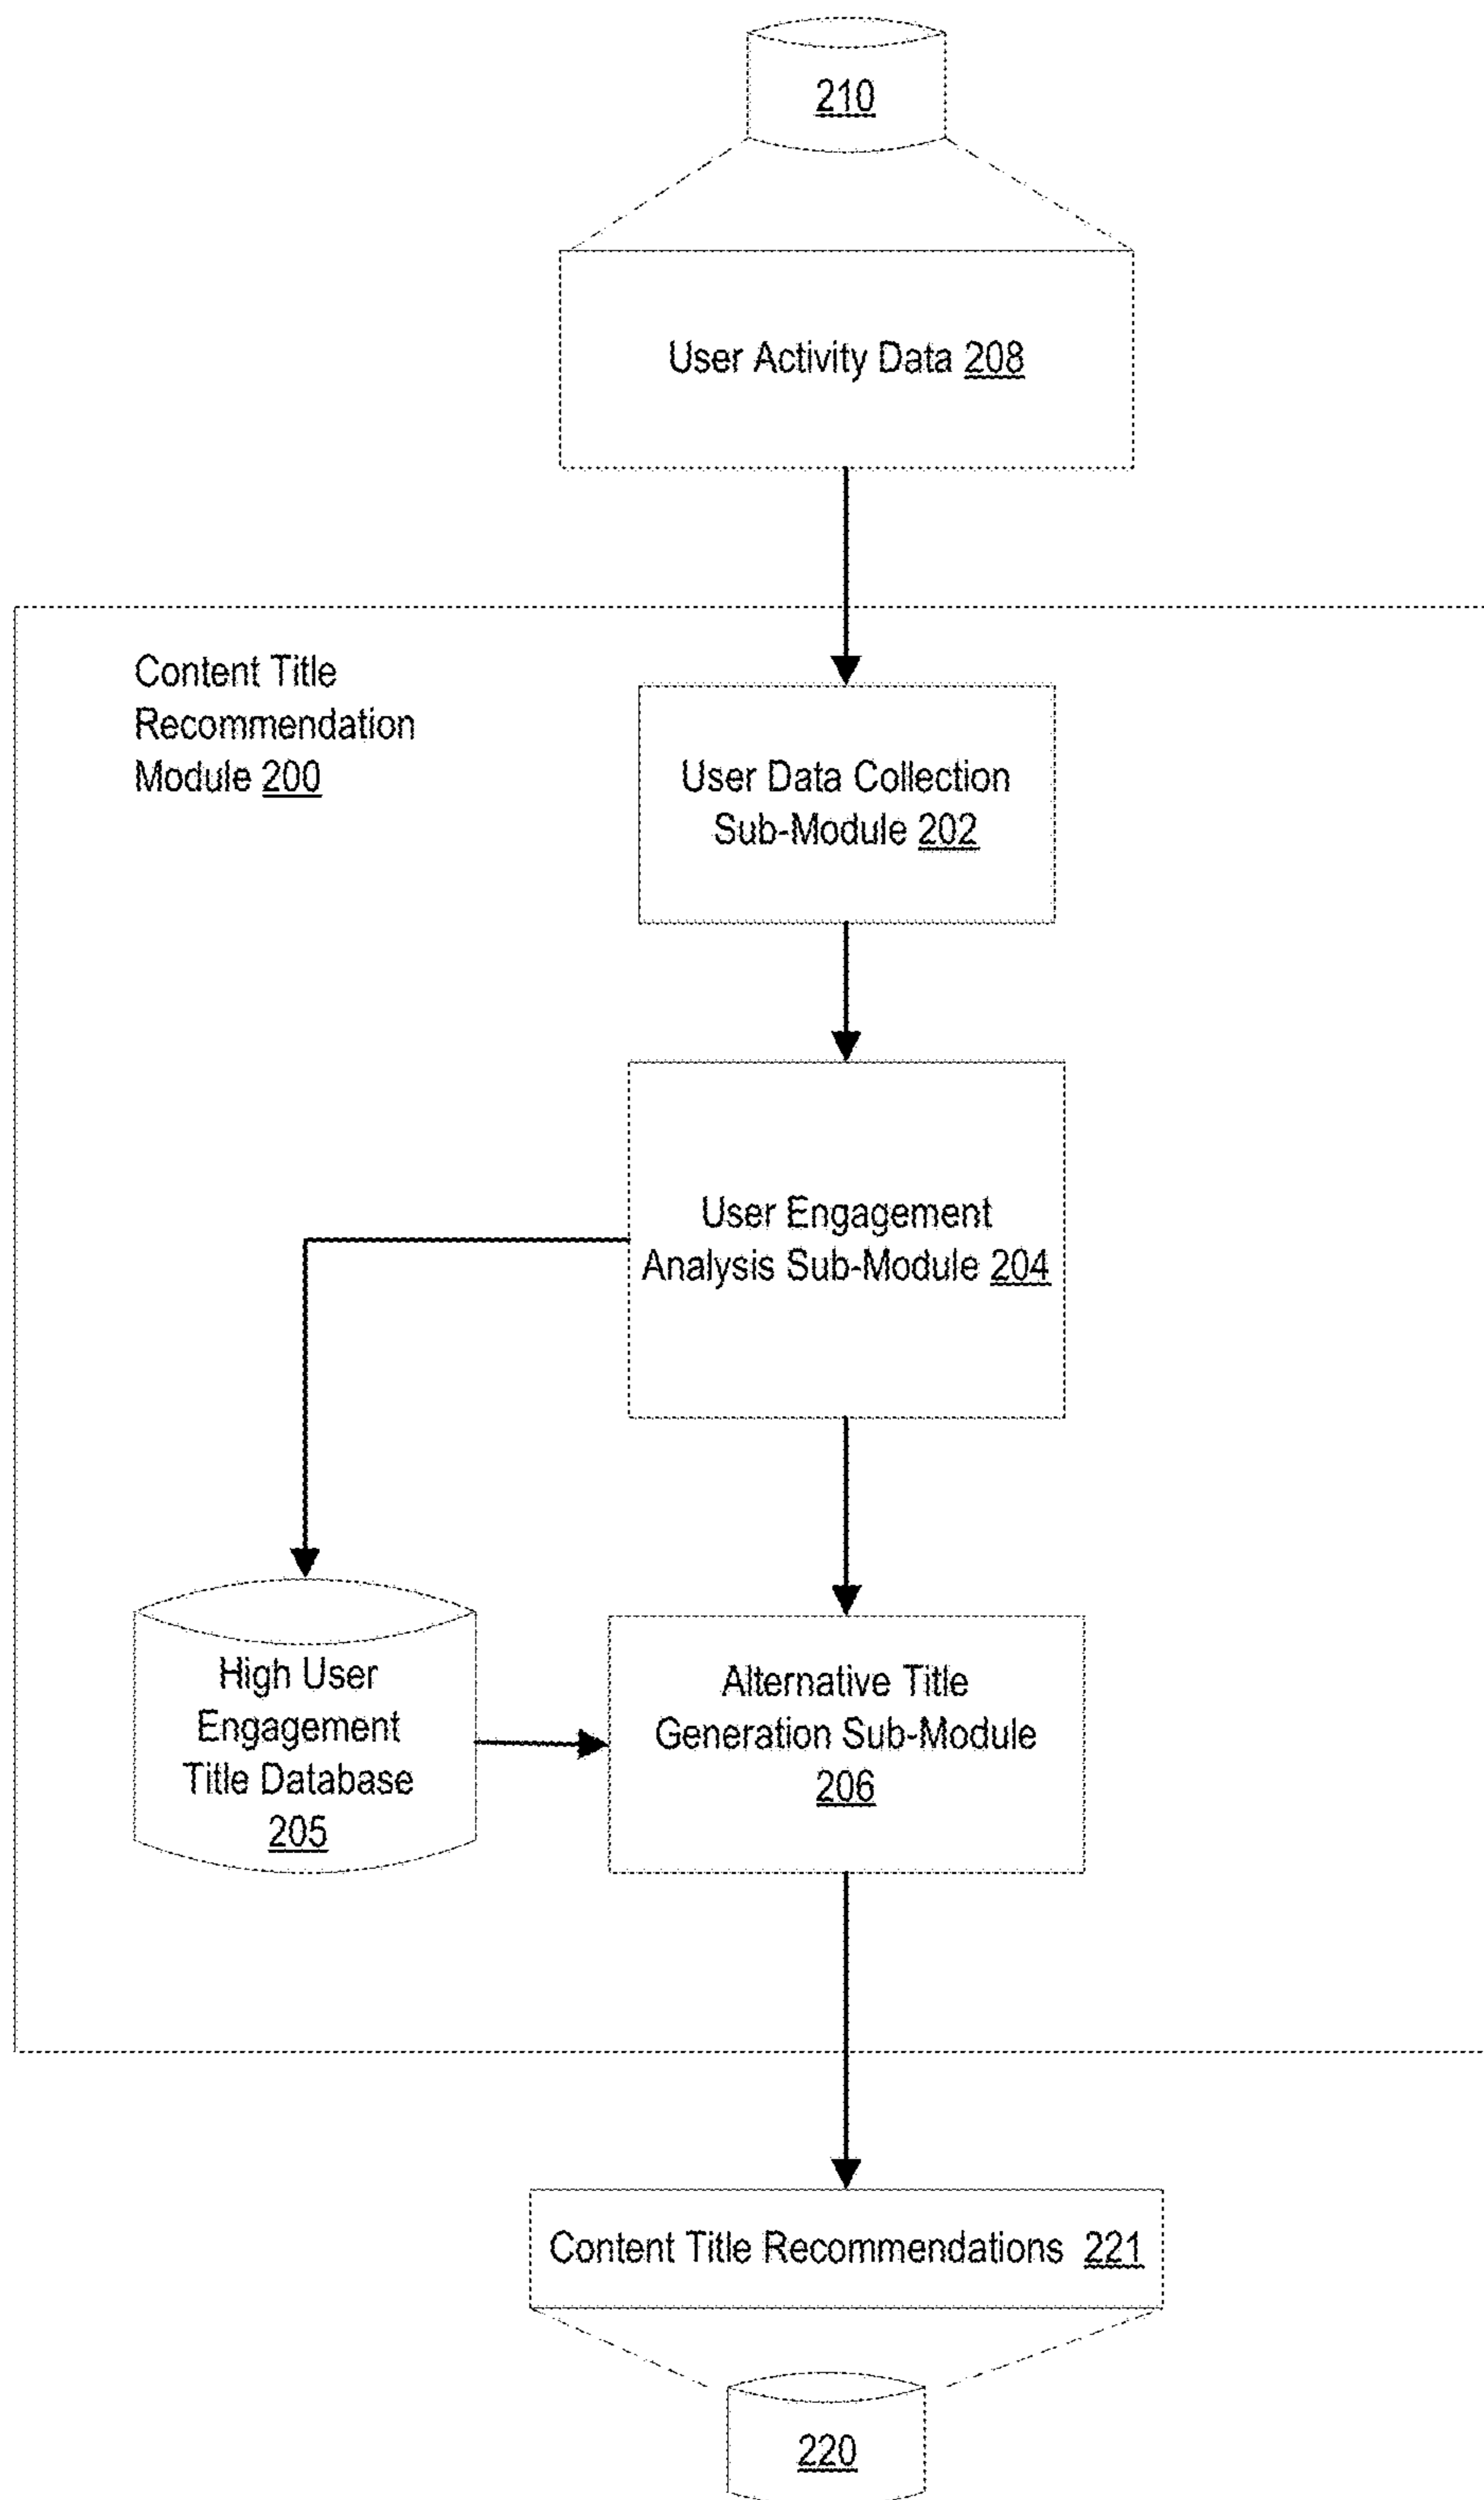 210
User Activity Data 208
Content Title
Recommendation
Module 200
User Data Collection
Sub-Module 202
User Engagement
Analysis Sub-Module 204
High User
Engagement
Title Database
205
Alternative Title
Generation Sub-Module
206
Content Title Recommendations 221
220